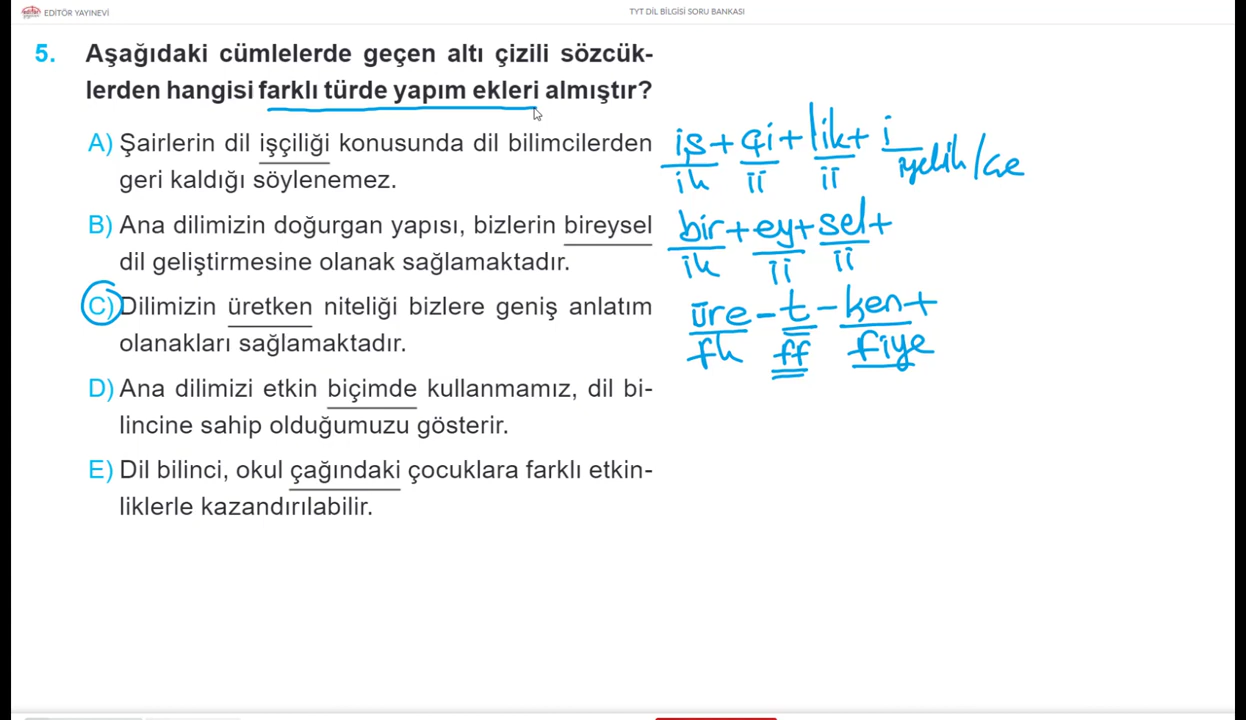 EDİTÖR YAYINEVİ
TYT DİL BİLGİSİ SORU BANKASI
5. Aşağıdaki cümlelerde geçen altı çizili sözcük-
lerden hangisi farklı türde yapım ekleri almıştır?
A) Şairlerin dil işçiliği konusunda dil bilimcilerden
geri kaldığı söylenemez.
B) Ana dilimizin doğurgan yapısı, bizlerin bireysel
dil geliştirmesine olanak sağlamaktadır.
C) Dilimizin üretken niteliği bizlere geniş anlatım
olanakları sağlamaktadır.
D) Ana dilimizi etkin biçimde kullanmamız, dil bi-
lincine sahip olduğumuzu gösterir.
E) Dil bilinci, okul çağındaki çocuklara farklı etkin-
liklerle kazandırılabilir.
iş + çi + lik + i
ik ii ii iyelik/çe
bir + ey + sel +
ik ii ii
üre - t - ken +
fk ff fiye